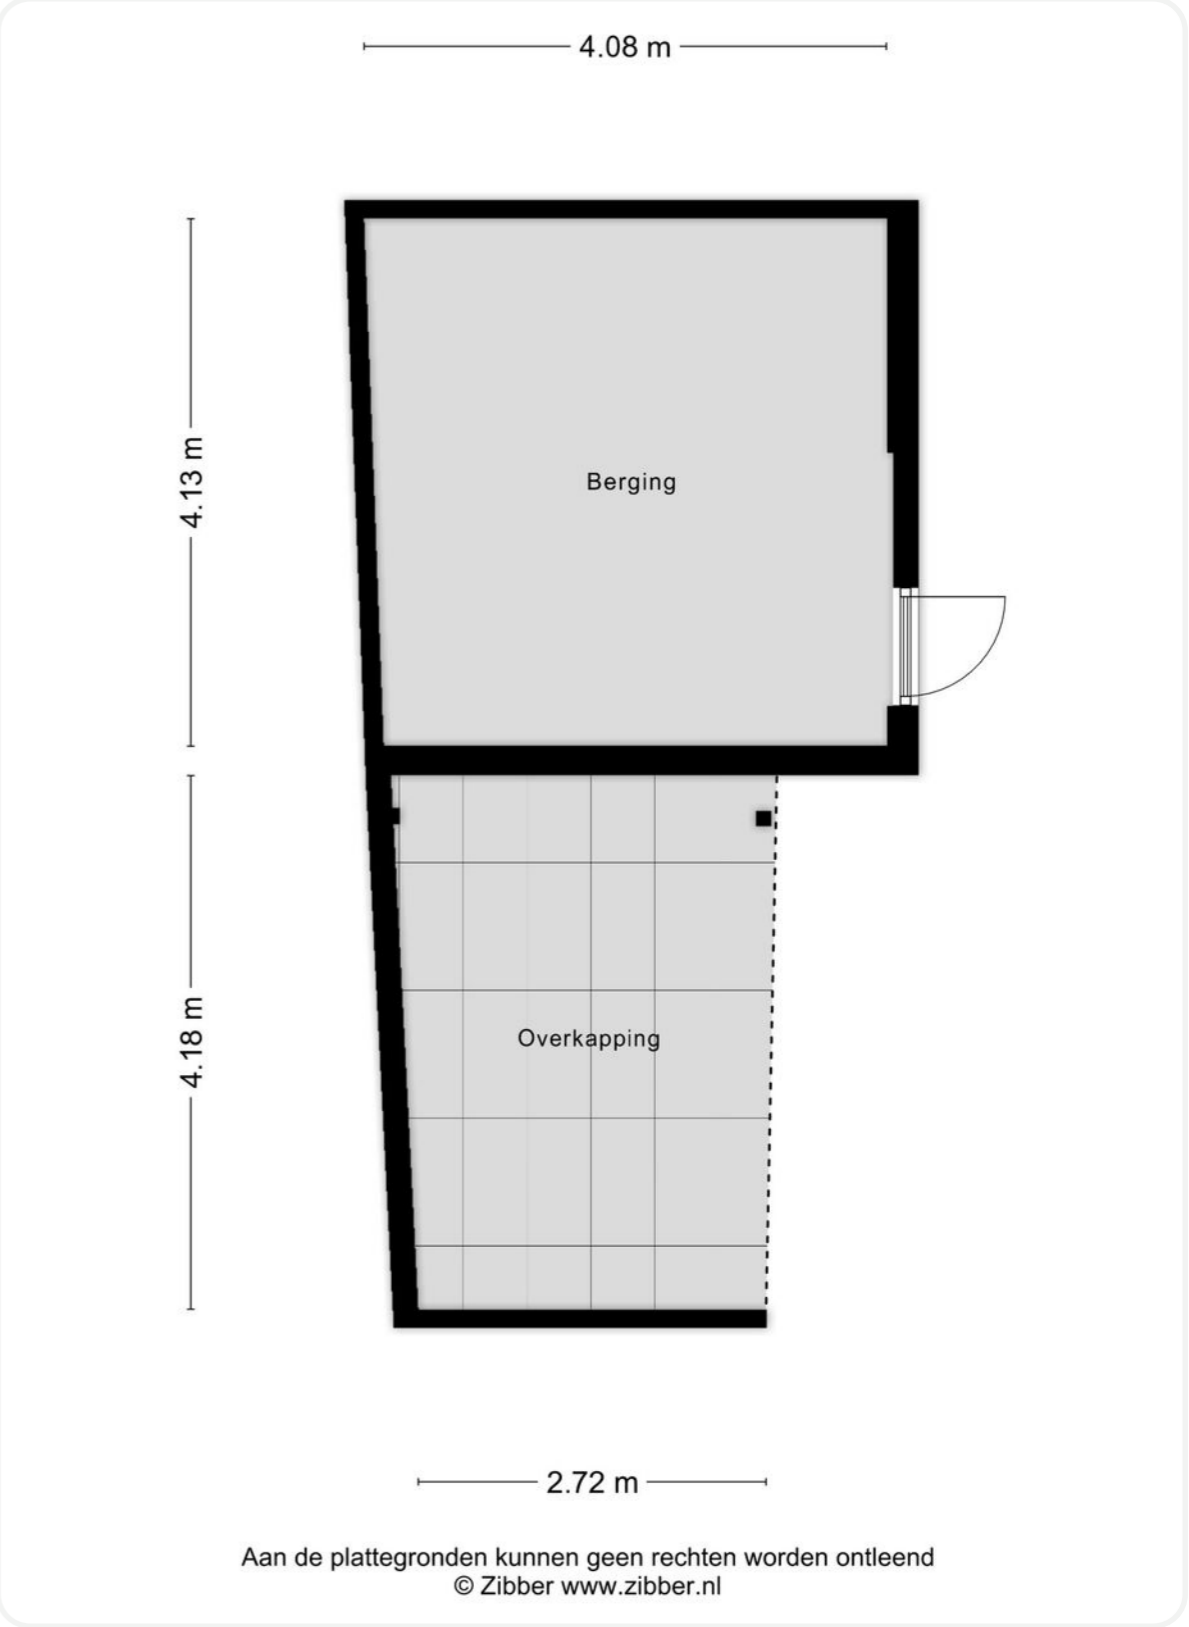 4.08 m
4.13 m
Berging
4.18 m
Overkapping
2.72 m
Aan de plattegronden kunnen geen rechten worden ontleend
© Zibber www.zibber.nl